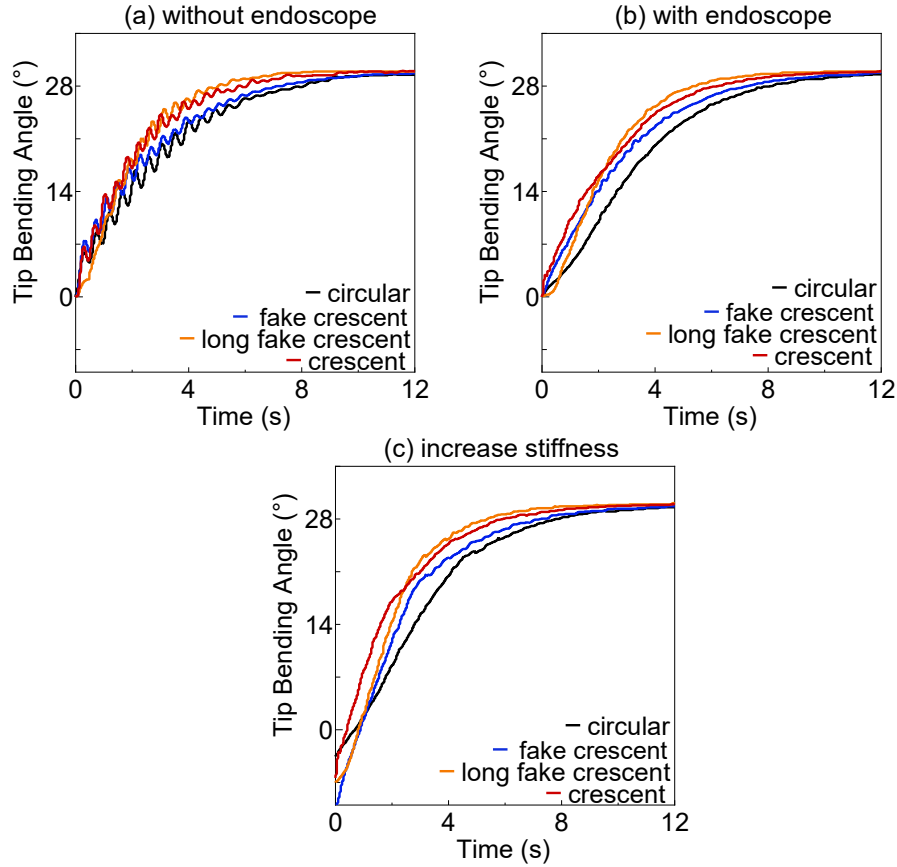 (a) without endoscope
Tip Bending Angle (°)
28
14
0
circular
fake crescent
long fake crescent
crescent
0
4
8
12
Time (s)
(b) with endoscope
Tip Bending Angle (°)
28
14
0
circular
fake crescent
long fake crescent
crescent
0
4
8
12
Time (s)
(c) increase stiffness
Tip Bending Angle (°)
28
14
0
circular
fake crescent
long fake crescent
crescent
0
4
8
12
Time (s)